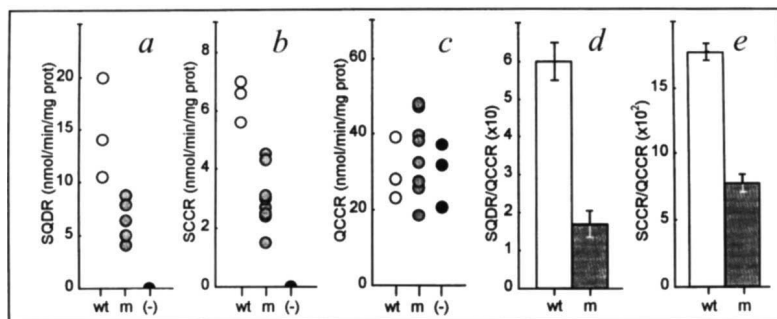 a
SQDR (nmol/min/mg prot)
20
15
10
5
0
wt m (-)
b
SCCR (nmol/min/mg prot)
8
6
4
2
0
wt m (-)
c
QCCR (nmol/min/mg prot)
60
40
20
0
wt m (-)
d
SQDR/QCCR (x10)
6
5
4
3
2
1
0
wt m
e
SCCR/QCCR (x10²)
15
10
5
0
wt m